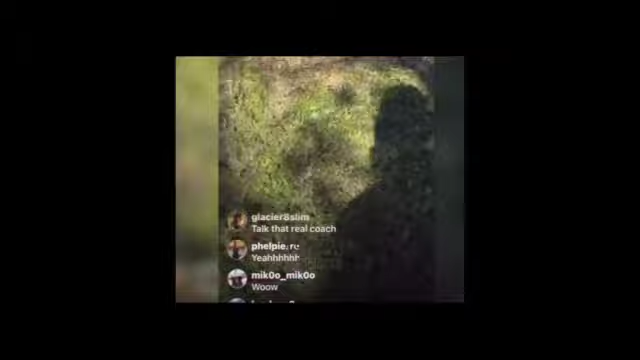 glacier8slim
Talk that real coach
Yeahhhhhh
mik0o_mik0o
Woow